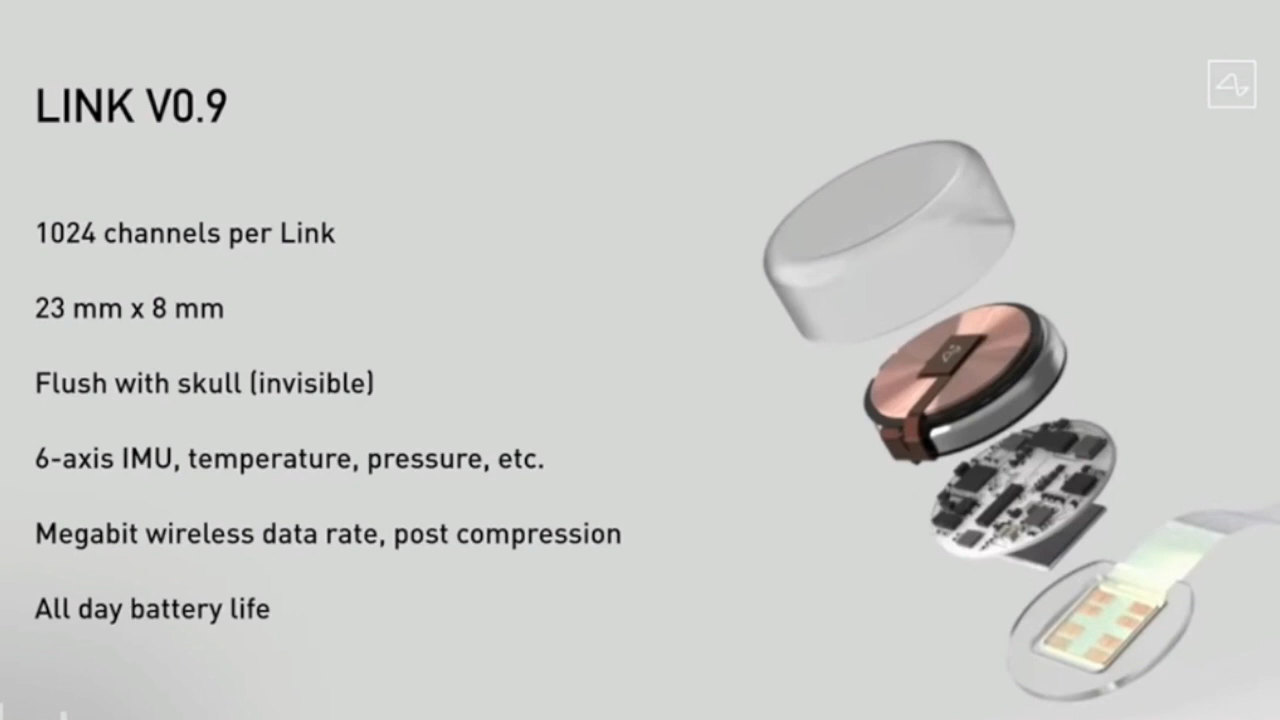 LINK V0.9
1024 channels per Link
23 mm x 8 mm
Flush with skull (invisible)
6-axis IMU, temperature, pressure, etc.
Megabit wireless data rate, post compression
All day battery life